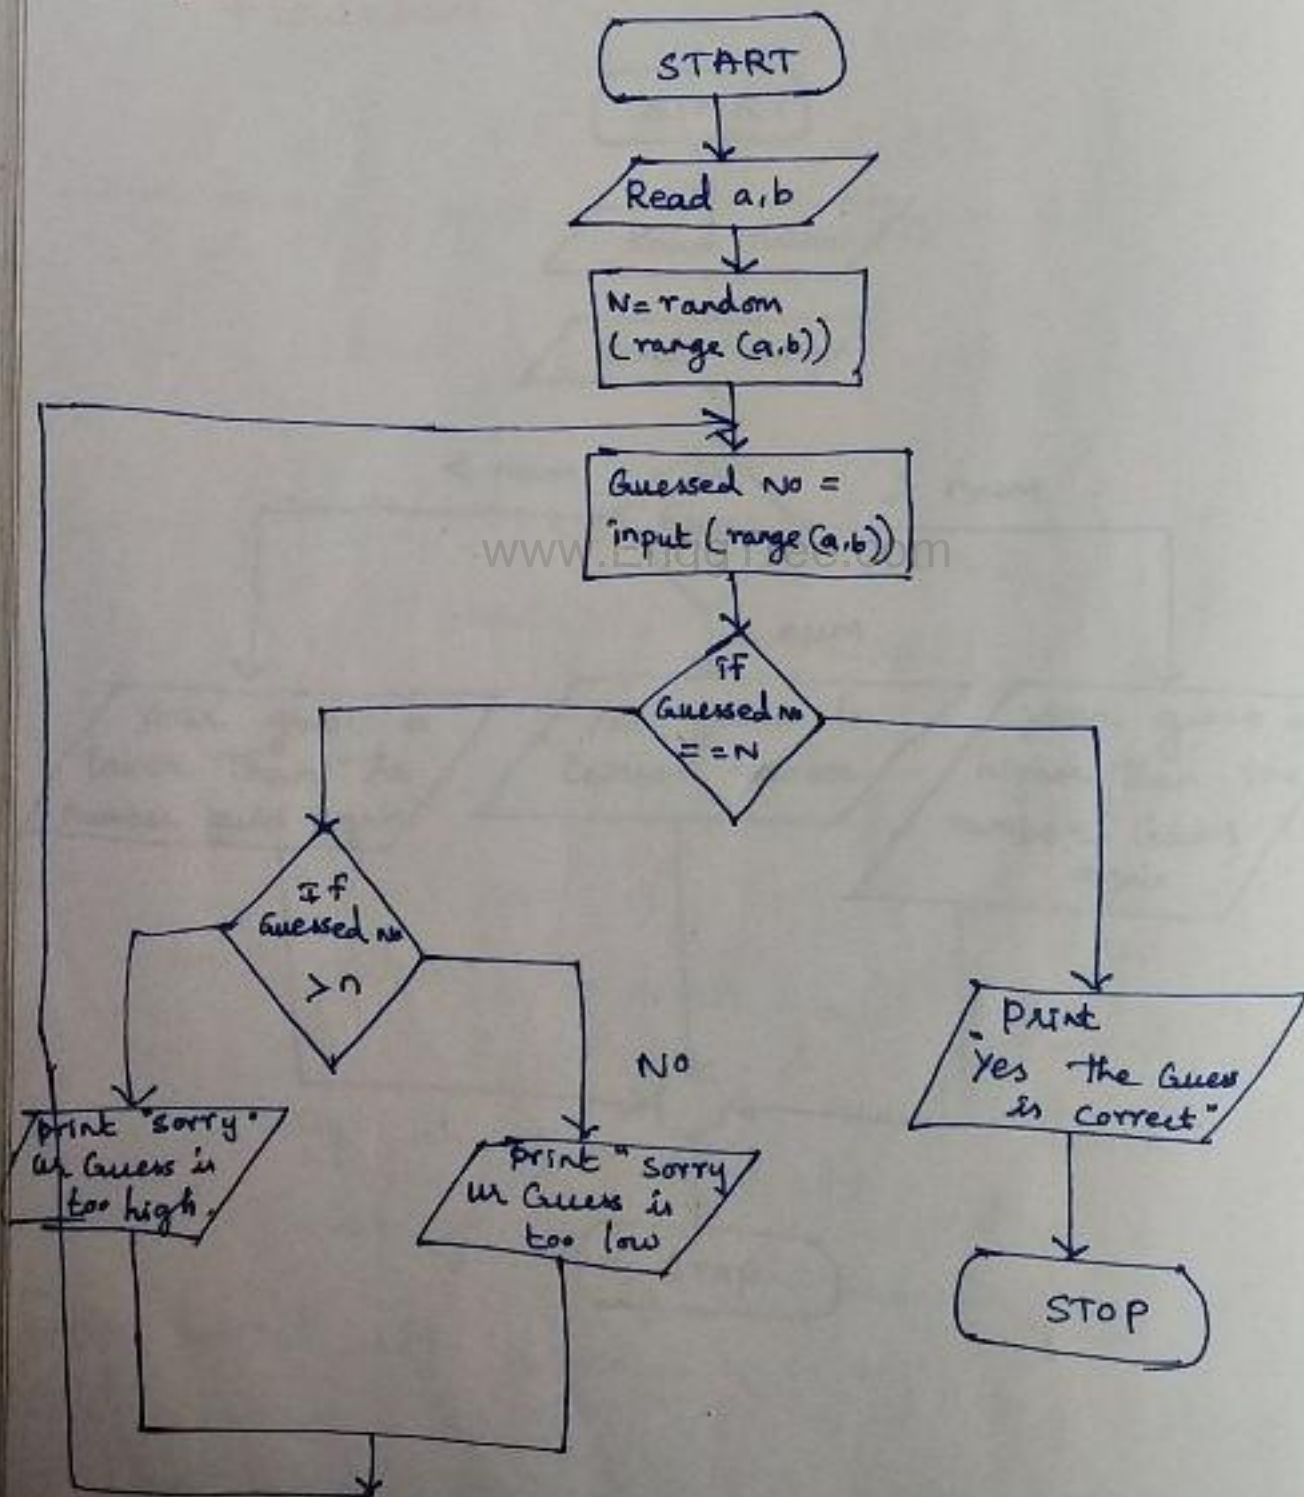 START
Read a,b
N= random
(range (a,b))
Guessed No =
input (range(a,b))
if
Guessed No
= = N
If
Guessed No
> n
NO
print "sorry"
ur Guess is
too high.
print "sorry
ur Guess is
too low
Print
"Yes the Guess
is correct"
STOP